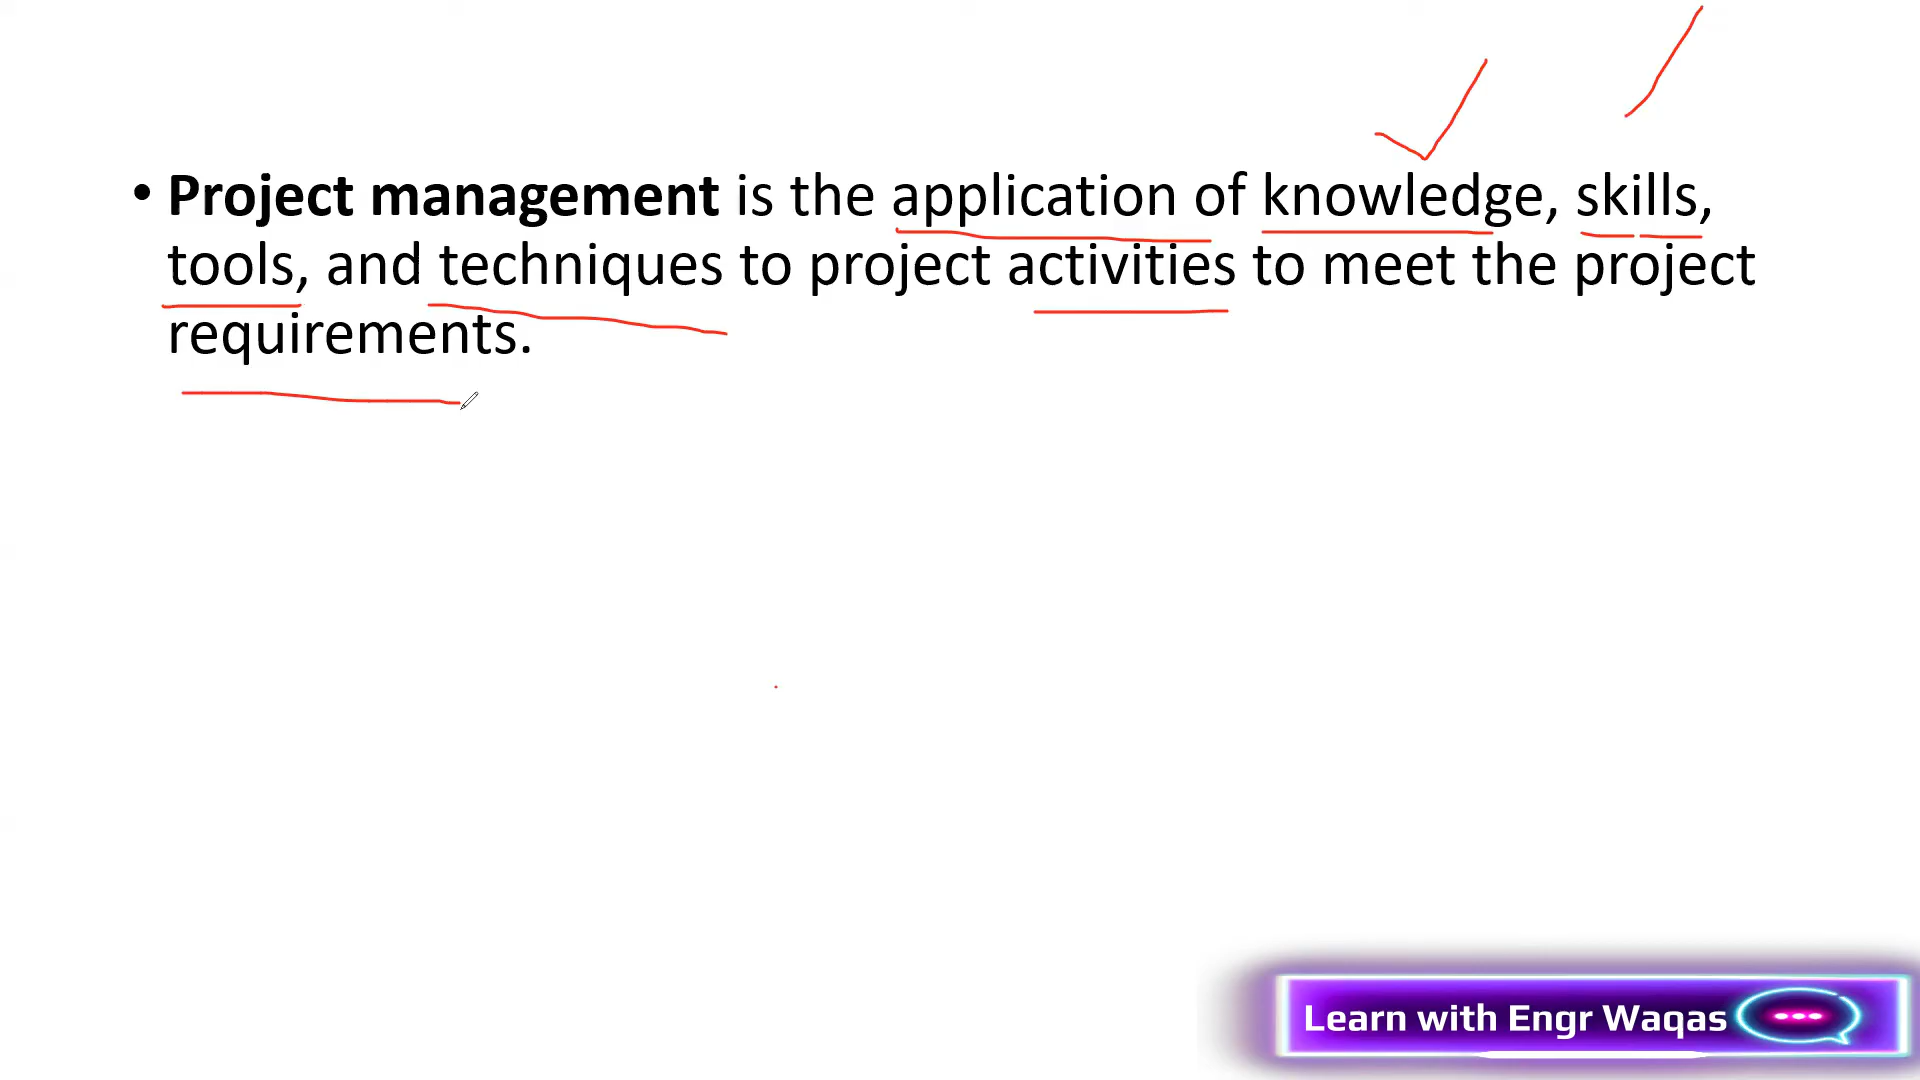 • Project management is the application of knowledge, skills,
tools, and techniques to project activities to meet the project
requirements.
Learn with Engr Waqas